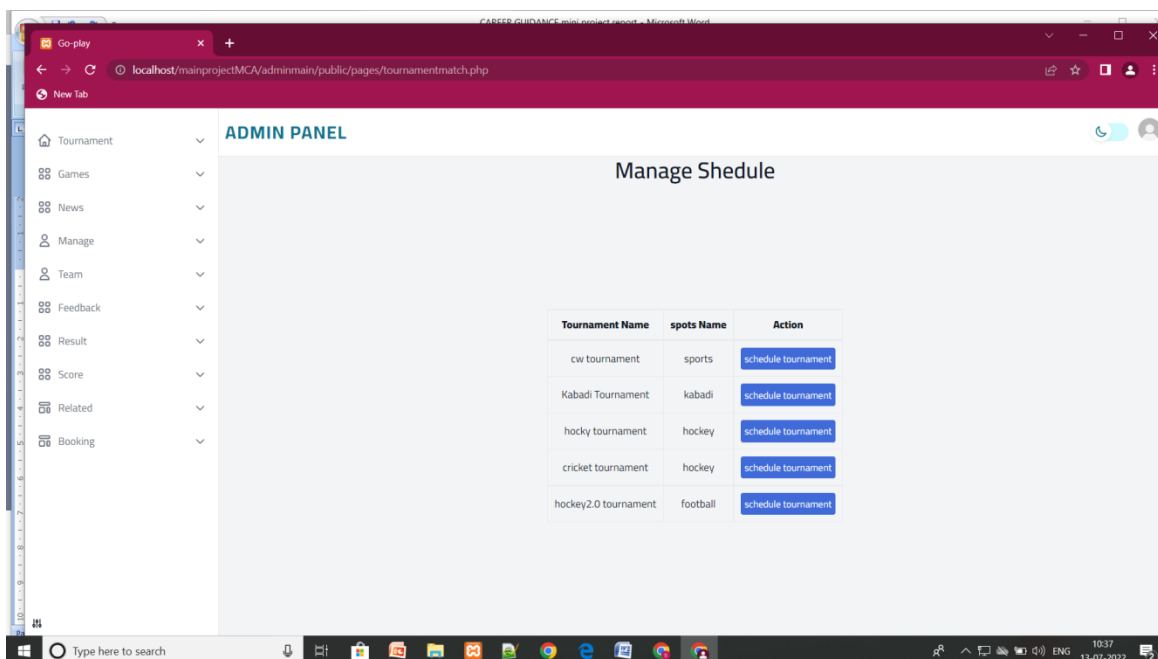 CAREER GUIDANCE mini project report - Microsoft Word
Go-play
localhost/mainprojectMCA/adminmain/public/pages/tournamentmatch.php
New Tab
ADMIN PANEL
Tournament
Games
News
Manage
Team
Feedback
Result
Score
Related
Booking
Manage Shedule
Tournament Name spots Name Action
cw tournament sports schedule tournament
Kabadi Tournament kabadi schedule tournament
hocky tournament hockey schedule tournament
cricket tournament hockey schedule tournament
hockey2.0 tournament football schedule tournament
Type here to search
ENG
10:37
13-07-2022